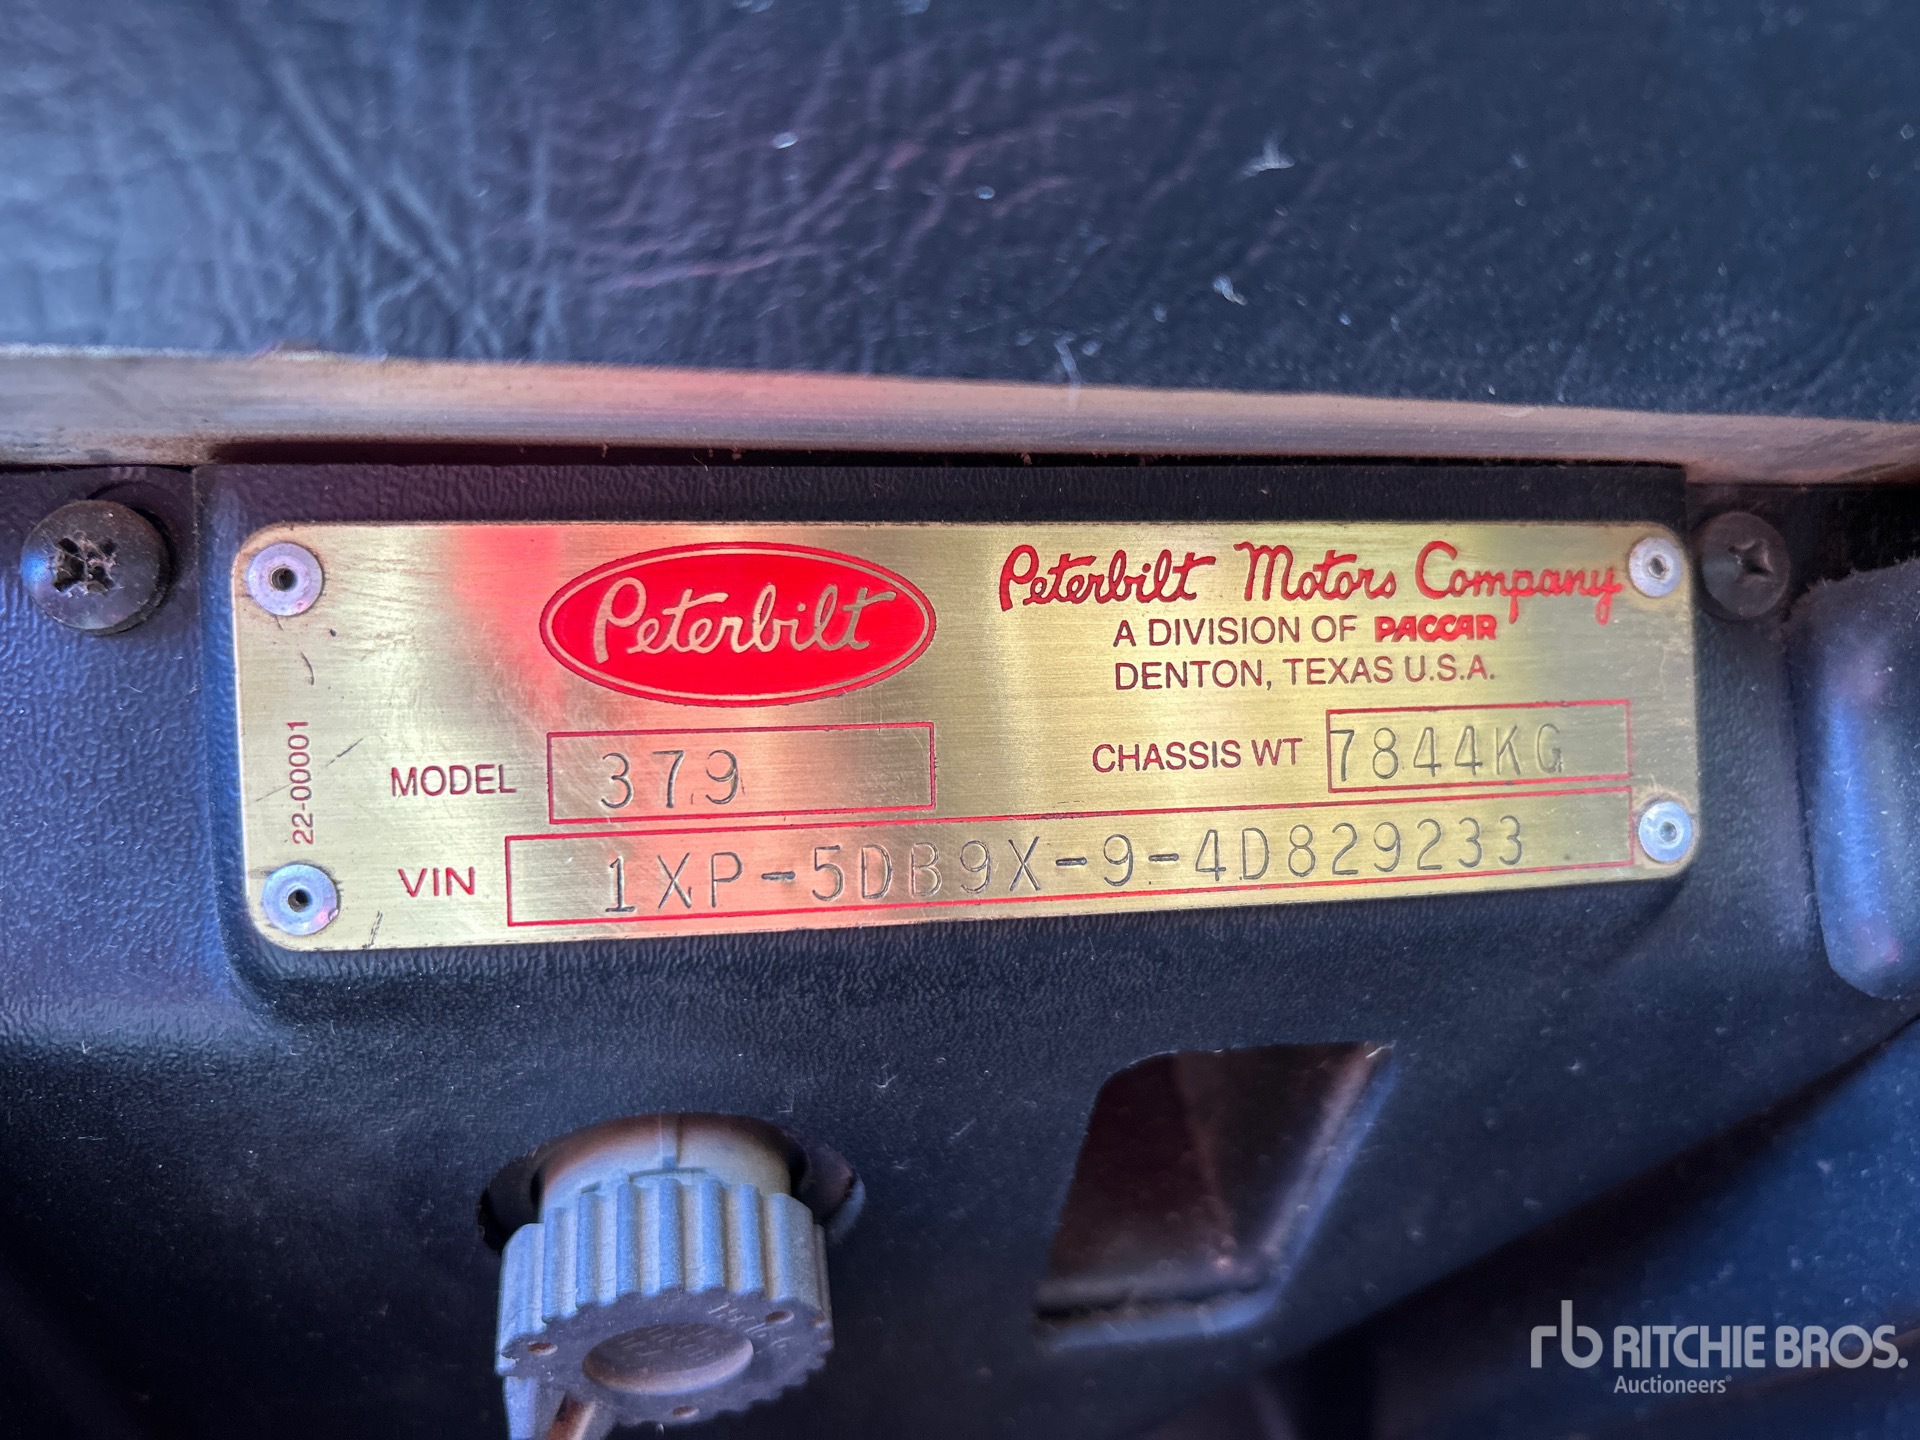 Peterbilt
Peterbilt Motors Company
A DIVISION OF PACCAR
DENTON, TEXAS U.S.A.
22-00001
MODEL 379
CHASSIS WT 7844KG
VIN 1XP-5DB9X-9-4D829233
rb RITCHIE BROS.
Auctioneers